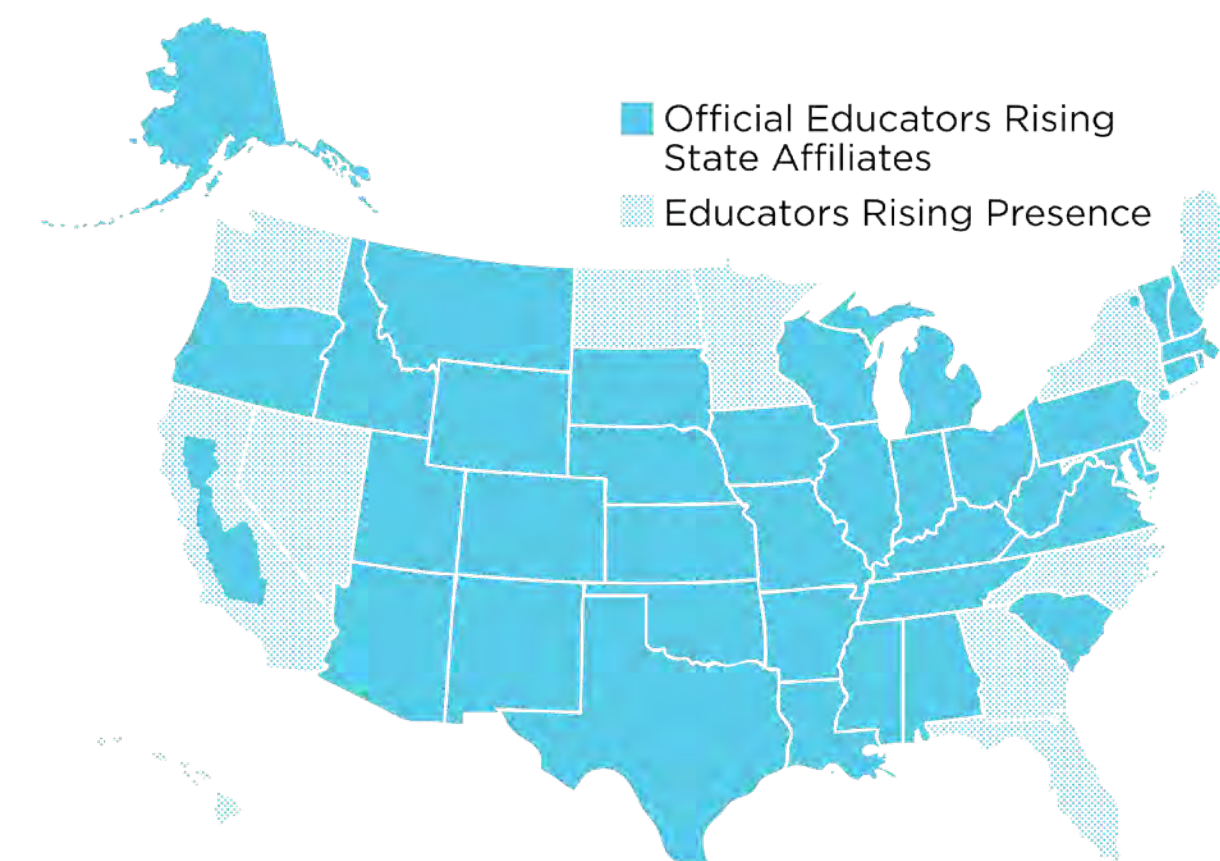 Official Educators Rising
State Affiliates
Educators Rising Presence